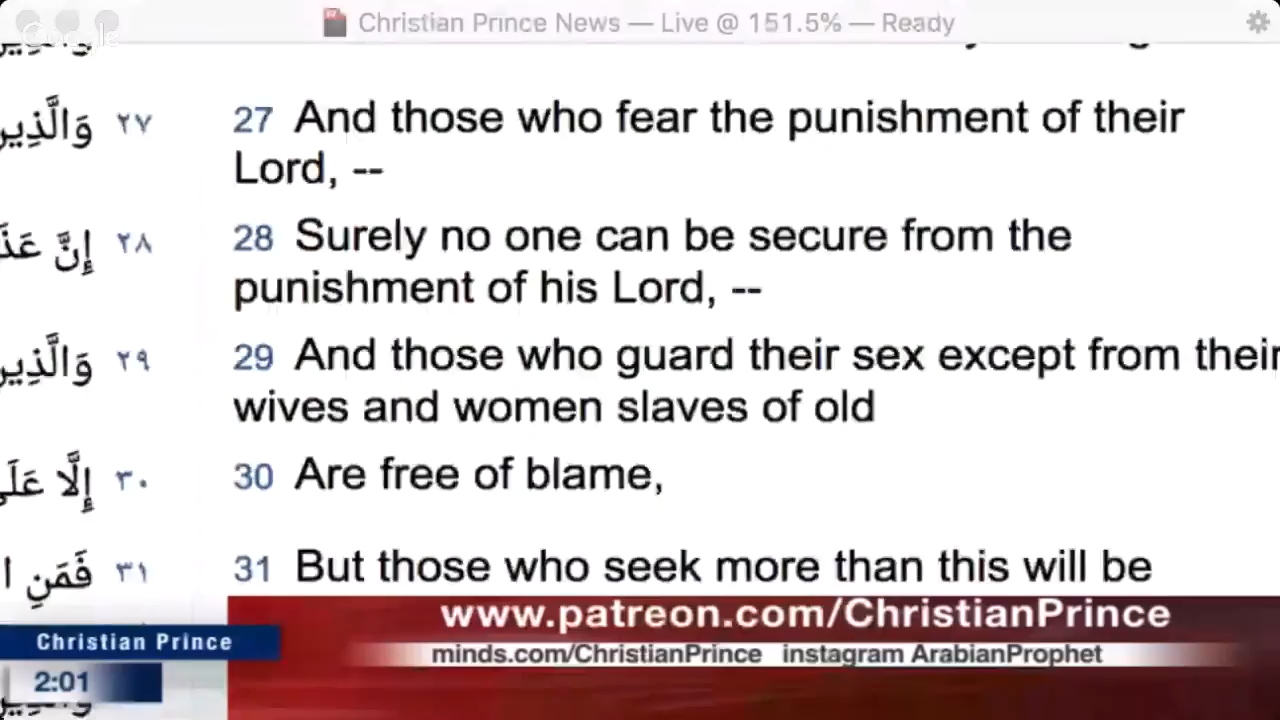 Christian Prince News — Live @ 151.5% — Ready
Google
٢٧ وَالَّذِينَ
27 And those who fear the punishment of their
Lord, --
٢٨ إِنَّ
28 Surely no one can be secure from the
punishment of his Lord, --
٢٩ وَالَّذِينَ
29 And those who guard their sex except from their
wives and women slaves of old
٣٠ إِلَّا
30 Are free of blame,
٣١ فَمَنِ
31 But those who seek more than this will be
www.patreon.com/ChristianPrince
Christian Prince
minds.com/ChristianPrince instagram ArabianProphet
2:01